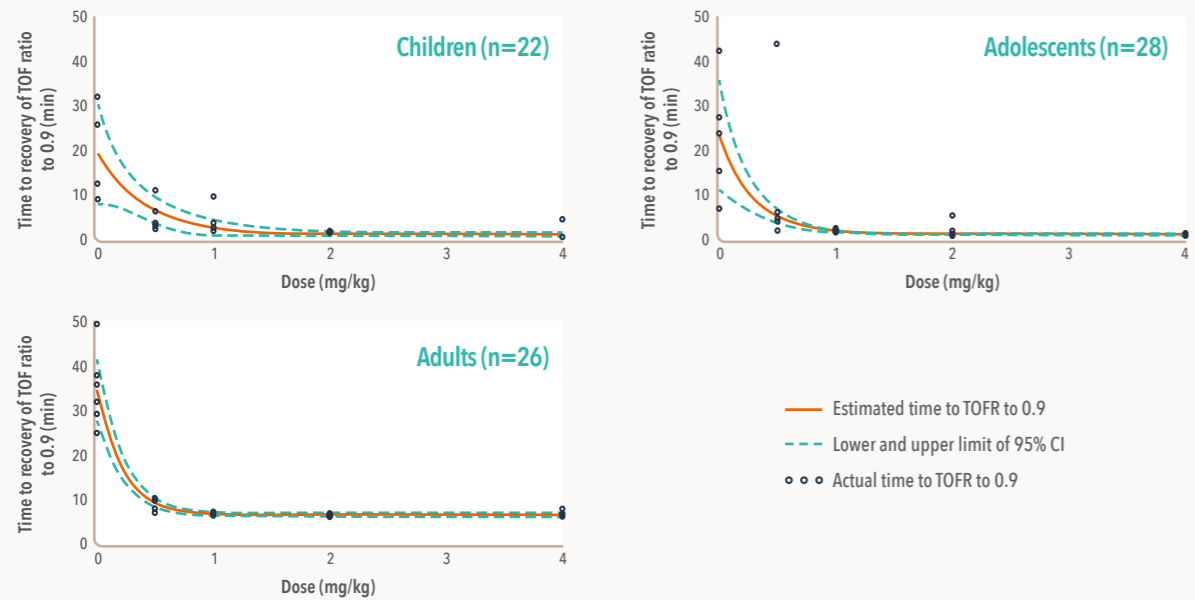 Children (n=22)
Time to recovery of TOF ratio
to 0.9 (min)
50
40
30
20
10
0
0 1 2 3 4
Dose (mg/kg)
Adolescents (n=28)
Time to recovery of TOF ratio
to 0.9 (min)
50
40
30
20
10
0
0 1 2 3 4
Dose (mg/kg)
Adults (n=26)
Time to recovery of TOF ratio
to 0.9 (min)
50
40
30
20
10
0
0 1 2 3 4
Dose (mg/kg)
Estimated time to TOFR to 0.9
Lower and upper limit of 95% CI
Actual time to TOFR to 0.9